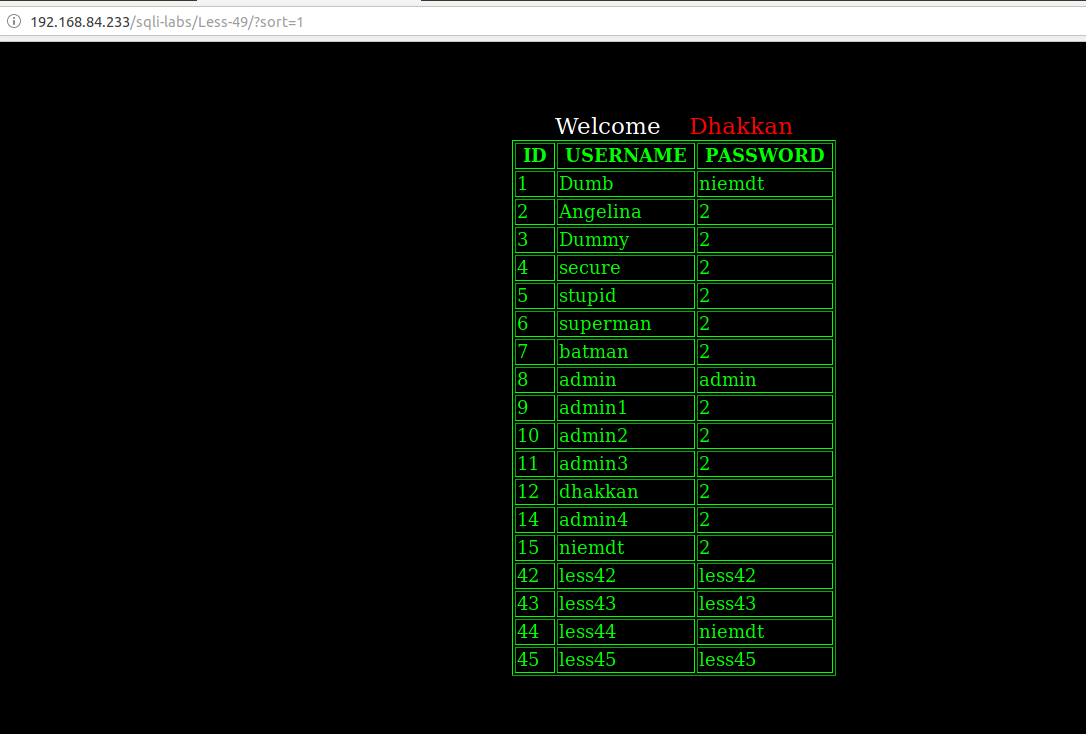 192.168.84.233/sqli-labs/Less-49/?sort=1
Welcome Dhakkan
ID USERNAME PASSWORD
1 Dumb niemdt
2 Angelina 2
3 Dummy 2
4 secure 2
5 stupid 2
6 superman 2
7 batman 2
8 admin admin
9 admin1 2
10 admin2 2
11 admin3 2
12 dhakkan 2
14 admin4 2
15 niemdt 2
42 less42 less42
43 less43 less43
44 less44 niemdt
45 less45 less45